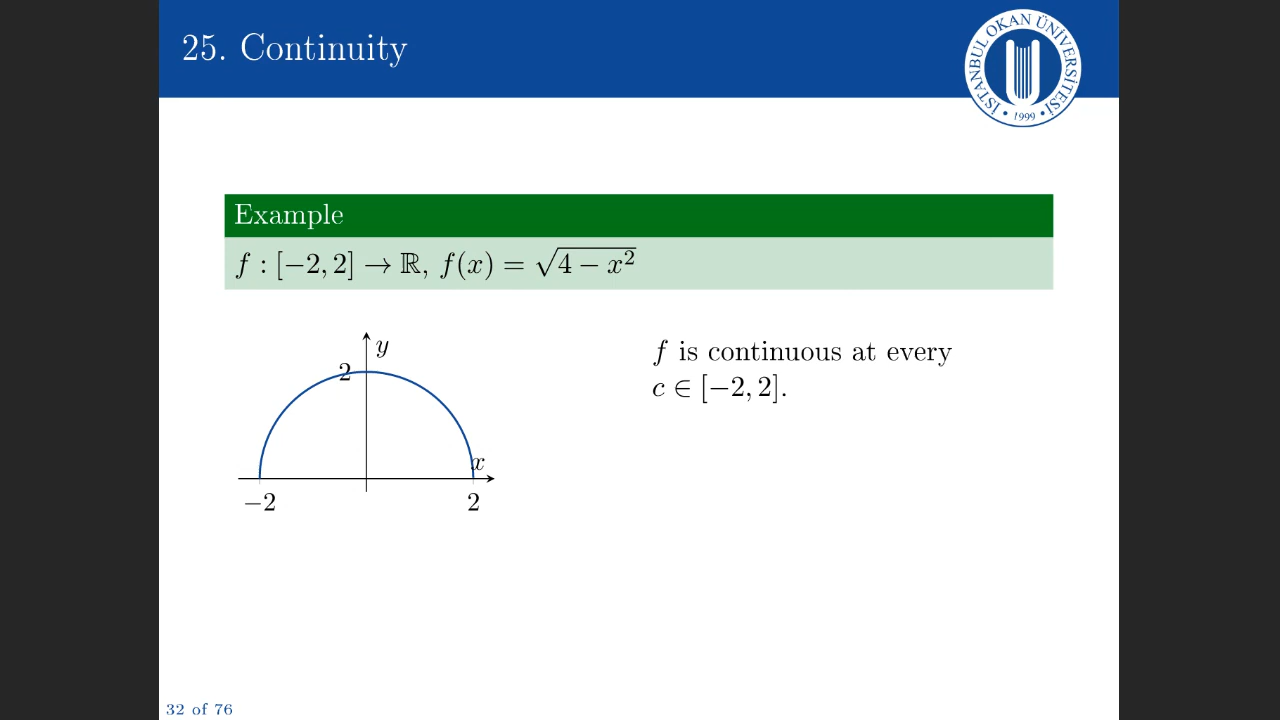 25. Continuity
İSTANBUL OKAN ÜNİVERSİTESİ
• 1999 •
Example
f : [−2, 2] → ℝ, f(x) = √(4 − x²)
y
2
x
−2
2
f is continuous at every
c ∈ [−2, 2].
32 of 76